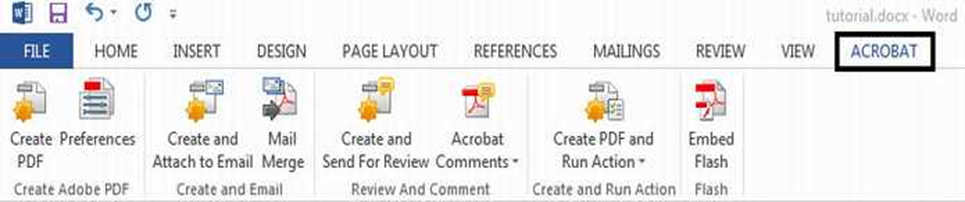 tutorial.docx - Word
FILE HOME INSERT DESIGN PAGE LAYOUT REFERENCES MAILINGS REVIEW VIEW ACROBAT
Create Preferences Create and Mail Create and Acrobat Create PDF and Embed
PDF Attach to Email Merge Send For Review Comments Run Action Flash
Create Adobe PDF Create and Email Review And Comment Create and Run Action Flash